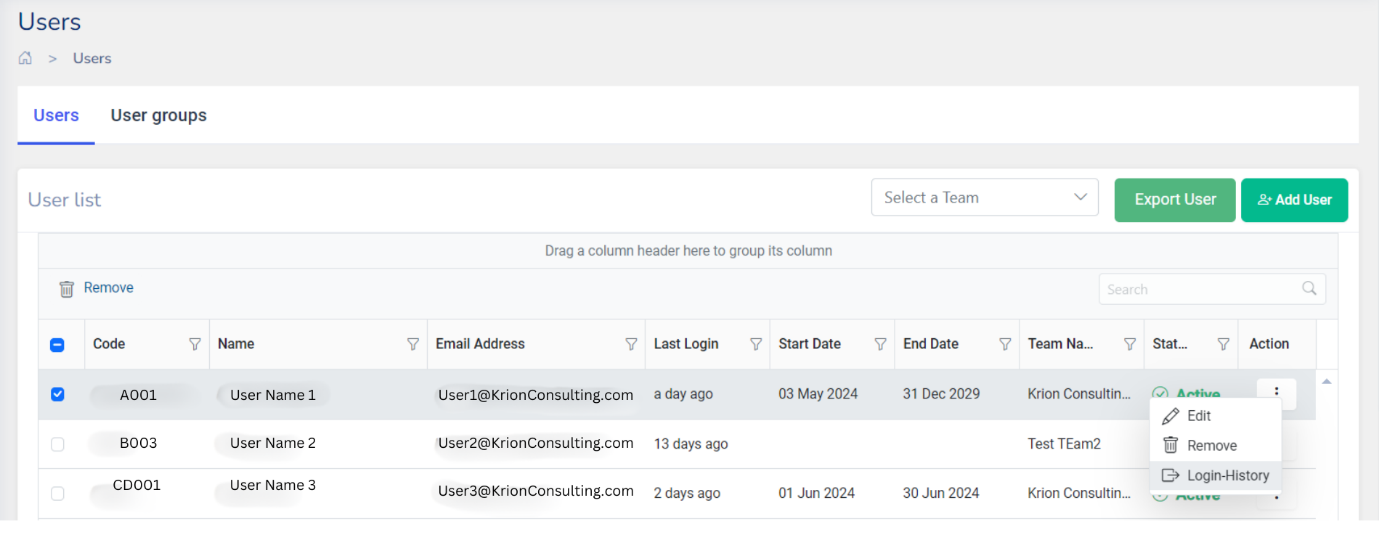 Users
> Users
Users User groups
User list Select a Team Export User Add User
Drag a column header here to group its column
Remove Search
Code Name Email Address Last Login Start Date End Date Team Na... Stat... Action
A001 User Name 1 User1@KrionConsulting.com a day ago 03 May 2024 31 Dec 2029 Krion Consultin... Active
Edit
B003 User Name 2 User2@KrionConsulting.com 13 days ago Test TEam2
Remove
Login-History
CD001 User Name 3 User3@KrionConsulting.com 2 days ago 01 Jun 2024 30 Jun 2024 Krion Consultin... Active